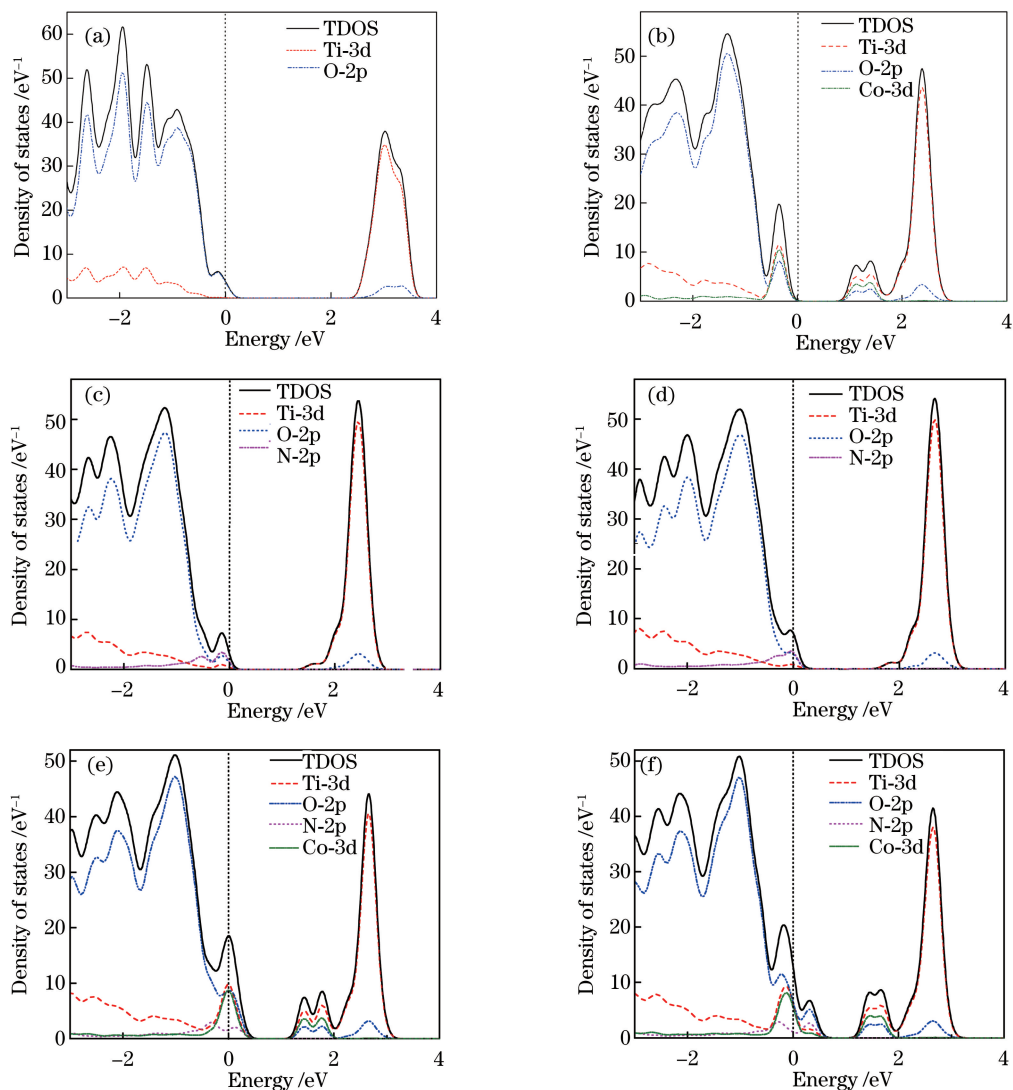 (a)
TDOS
Ti-3d
O-2p
Density of states /eV⁻¹
60
50
40
30
20
10
0
−2
0
2
4
Energy /eV
(b)
TDOS
Ti-3d
O-2p
Co-3d
Density of states /eV⁻¹
50
40
30
20
10
0
−2
0
2
4
Energy /eV
(c)
TDOS
Ti-3d
O-2p
N-2p
Density of states /eV⁻¹
50
40
30
20
10
0
−2
0
2
4
Energy /eV
(d)
TDOS
Ti-3d
O-2p
N-2p
Density of states /eV⁻¹
50
40
30
20
10
0
−2
0
2
4
Energy /eV
(e)
TDOS
Ti-3d
O-2p
N-2p
Co-3d
Density of states /eV⁻¹
50
40
30
20
10
0
−2
0
2
4
Energy /eV
(f)
TDOS
Ti-3d
O-2p
N-2p
Co-3d
Density of states /eV⁻¹
50
40
30
20
10
0
−2
0
2
4
Energy /eV